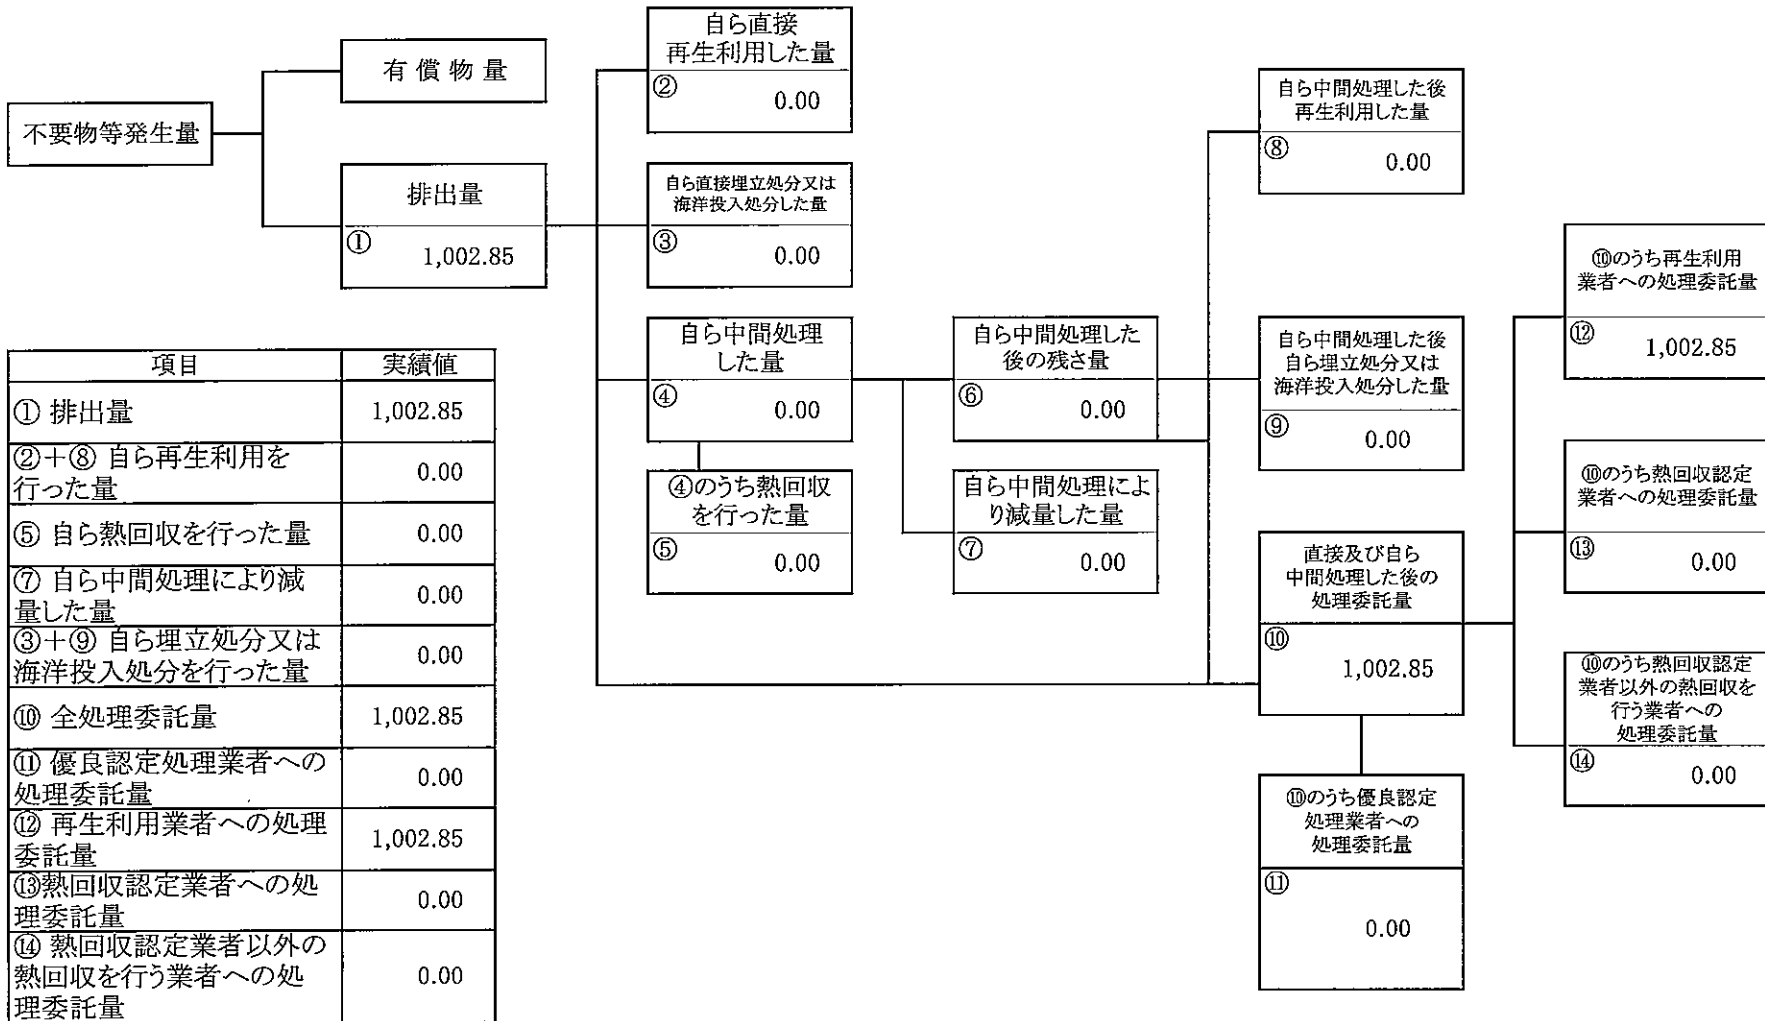 不要物等発生量
有償物量
排出量
① 1,002.85
自ら直接
再生利用した量
② 0.00
自ら直接埋立処分又は
海洋投入処分した量
③ 0.00
自ら中間処理
した量
④ 0.00
④のうち熱回収
を行った量
⑤ 0.00
自ら中間処理した
後の残さ量
⑥ 0.00
自ら中間処理によ
り減量した量
⑦ 0.00
自ら中間処理した後
再生利用した量
⑧ 0.00
自ら中間処理した後
自ら埋立処分又は
海洋投入処分した量
⑨ 0.00
直接及び自ら
中間処理した後の
処理委託量
⑩ 1,002.85
⑩のうち優良認定
処理業者への
処理委託量
⑪ 0.00
⑩のうち再生利用
業者への処理委託量
⑫ 1,002.85
⑩のうち熱回収認定
業者への処理委託量
⑬ 0.00
⑩のうち熱回収認定
業者以外の熱回収を
行う業者への
処理委託量
⑭ 0.00
項目 実績値
① 排出量 1,002.85
②+⑧ 自ら再生利用を
行った量 0.00
⑤ 自ら熱回収を行った量 0.00
⑦ 自ら中間処理により減
量した量 0.00
③+⑨ 自ら埋立処分又は
海洋投入処分を行った量 0.00
⑩ 全処理委託量 1,002.85
⑪ 優良認定処理業者への
処理委託量 0.00
⑫ 再生利用業者への処理
委託量 1,002.85
⑬熱回収認定業者への処
理委託量 0.00
⑭ 熱回収認定業者以外の
熱回収を行う業者への処
理委託量 0.00